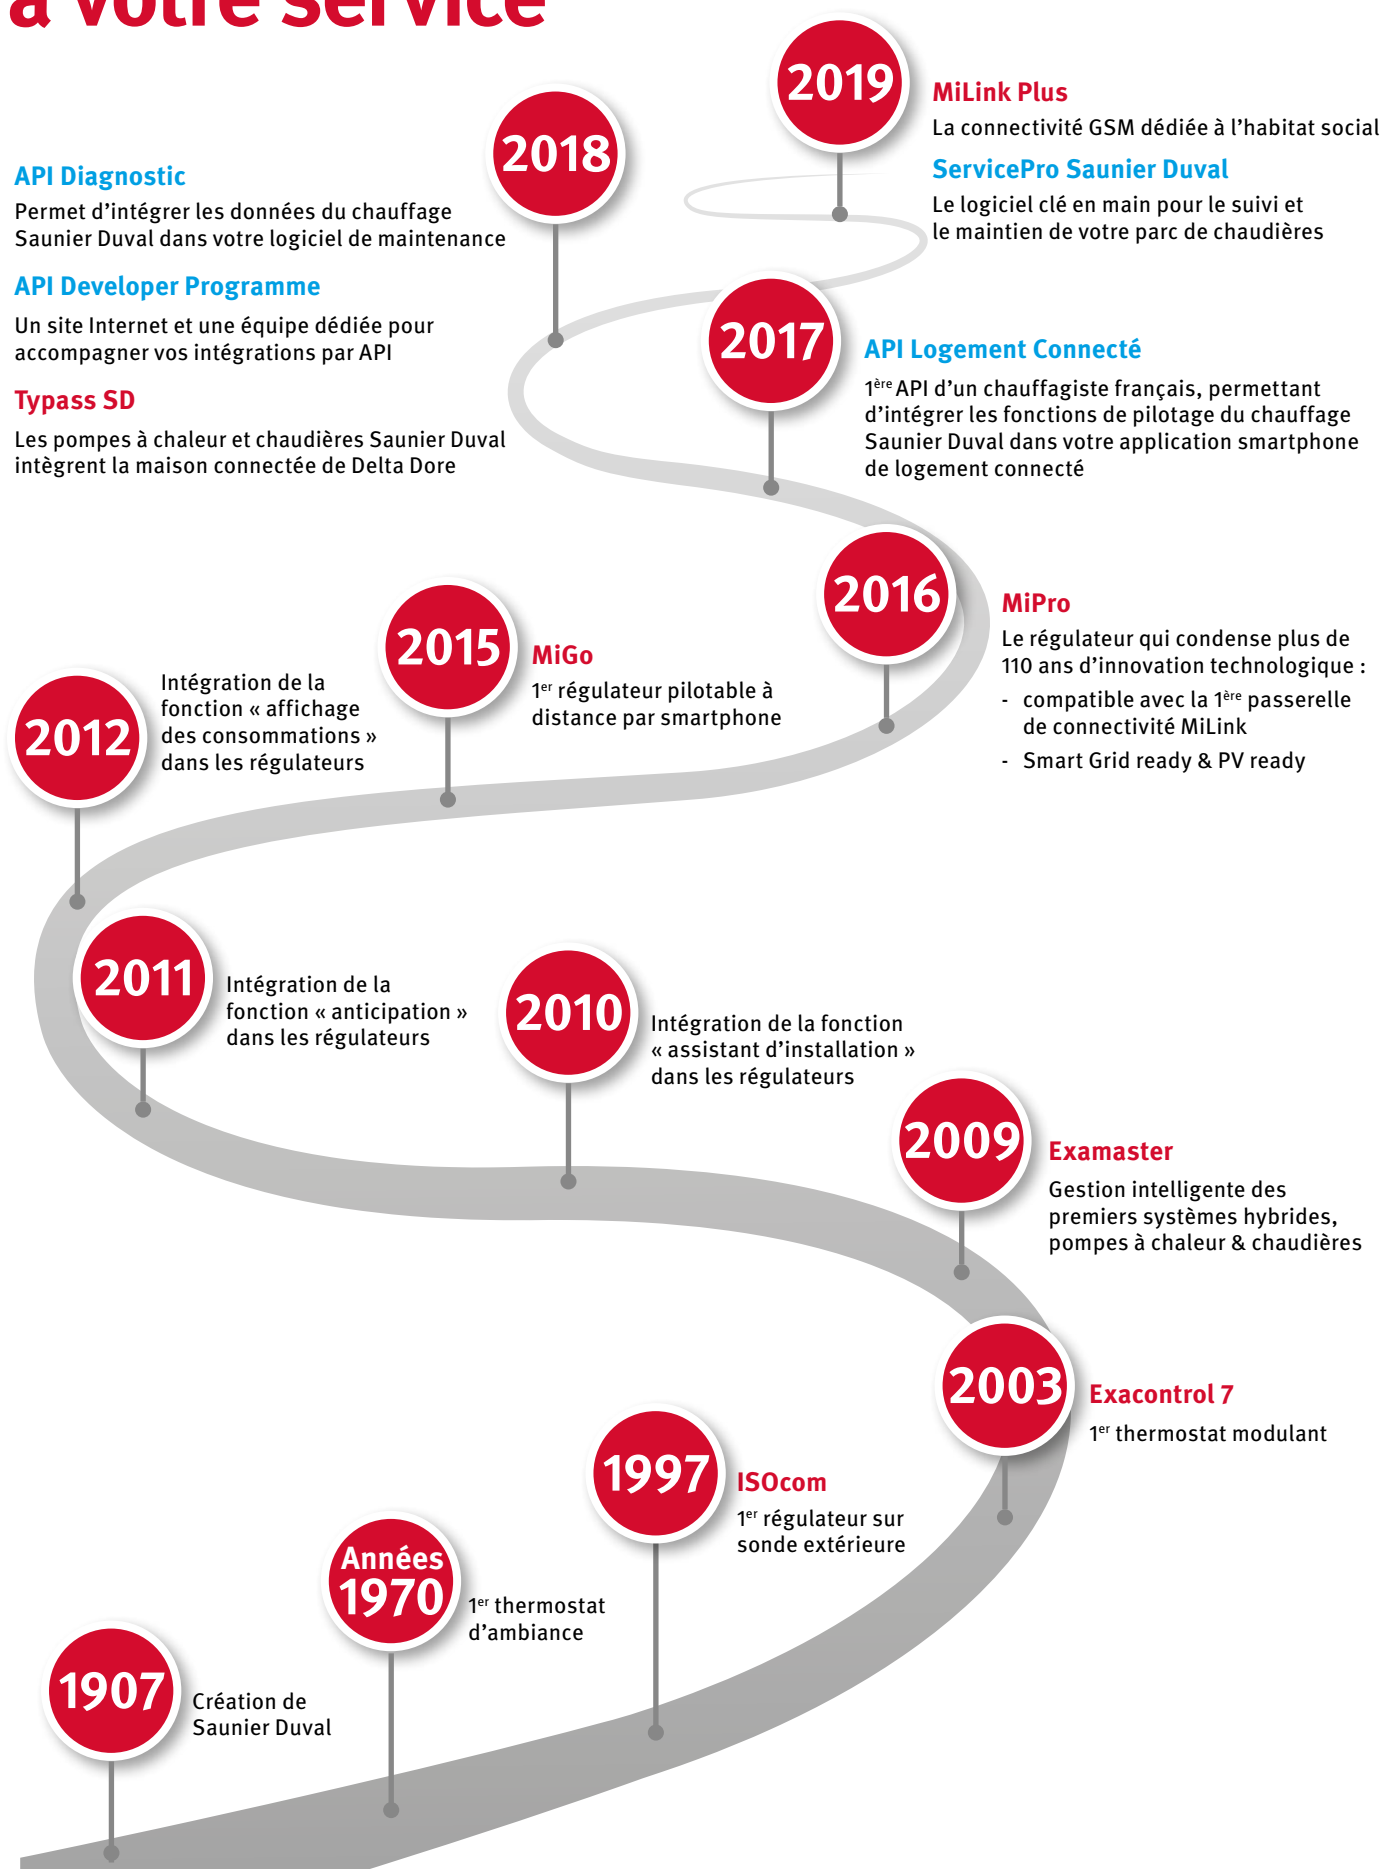 à votre service
2019
MiLink Plus
La connectivité GSM dédiée à l'habitat social
ServicePro Saunier Duval
Le logiciel clé en main pour le suivi et
le maintien de votre parc de chaudières
2018
API Diagnostic
Permet d'intégrer les données du chauffage
Saunier Duval dans votre logiciel de maintenance
API Developer Programme
Un site Internet et une équipe dédiée pour
accompagner vos intégrations par API
Typass SD
Les pompes à chaleur et chaudières Saunier Duval
intègrent la maison connectée de Delta Dore
2017
API Logement Connecté
1ère API d'un chauffagiste français, permettant
d'intégrer les fonctions de pilotage du chauffage
Saunier Duval dans votre application smartphone
de logement connecté
2016
MiPro
Le régulateur qui condense plus de
110 ans d'innovation technologique :
- compatible avec la 1ère passerelle
de connectivité MiLink
- Smart Grid ready & PV ready
2015
MiGo
1er régulateur pilotable à
distance par smartphone
2012
Intégration de la
fonction « affichage
des consommations »
dans les régulateurs
2011
Intégration de la
fonction « anticipation »
dans les régulateurs
2010
Intégration de la fonction
« assistant d'installation »
dans les régulateurs
2009
Examaster
Gestion intelligente des
premiers systèmes hybrides,
pompes à chaleur & chaudières
2003
Exacontrol 7
1er thermostat modulant
1997
ISOcom
1er régulateur sur
sonde extérieure
Années
1970
1er thermostat
d'ambiance
1907
Création de
Saunier Duval